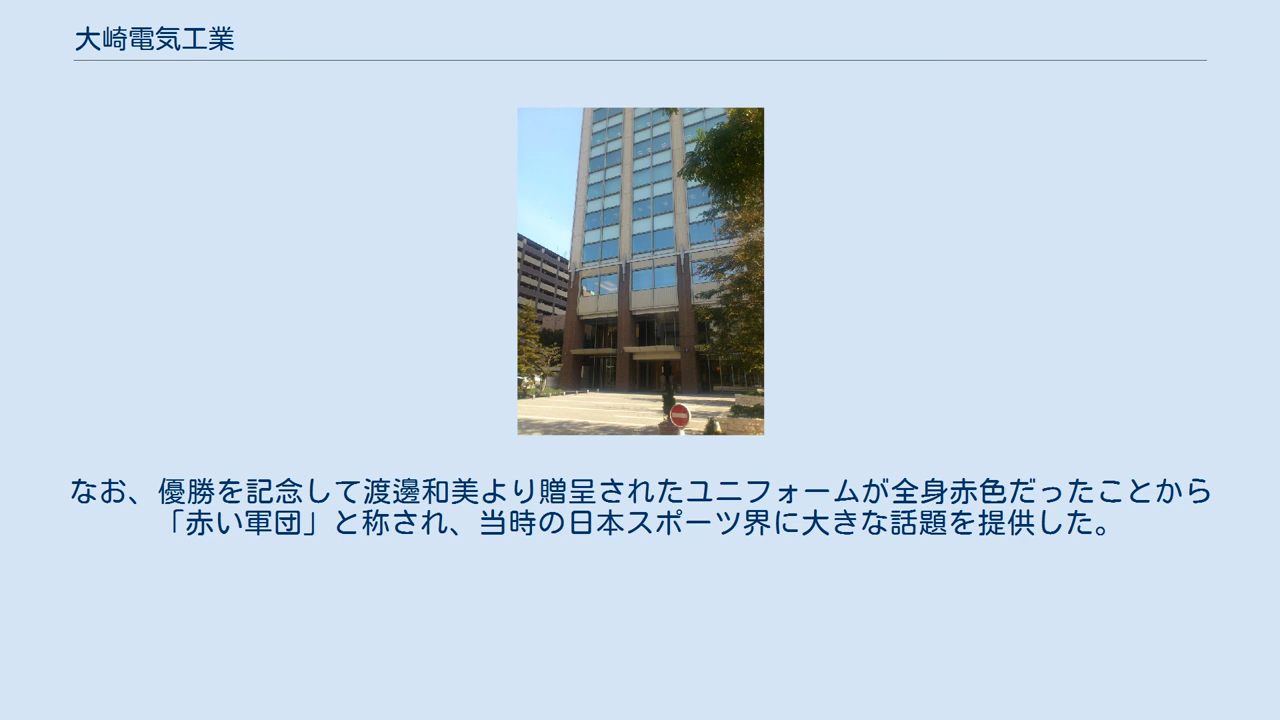 大崎電気工業
なお、優勝を記念して渡邊和美より贈呈されたユニフォームが全身赤色だったことから
「赤い軍団」と称され、当時の日本スポーツ界に大きな話題を提供した。